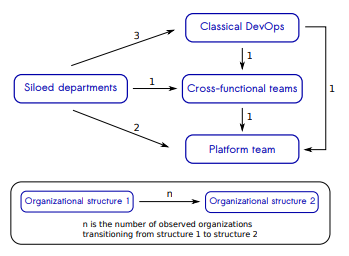 Classical DevOps
3
1
Siloed departments
1
Cross-functional teams
1
2
1
Platform team
Organizational structure 1
n
Organizational structure 2
n is the number of observed organizations
transitioning from structure 1 to structure 2